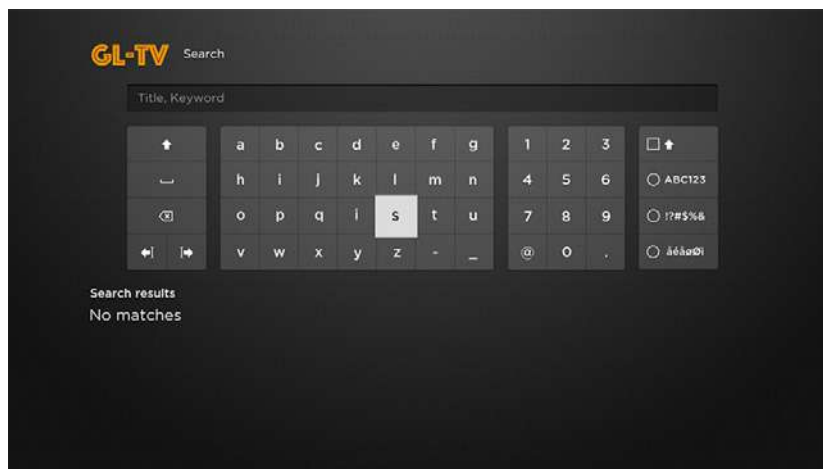 GL-TV Search
Title, Keyword
a b c d e f g 1 2 3
h i j k l m n 4 5 6 ABC123
o p q i s t u 7 8 9 !?#$%&
v w x y z - _ @ 0 .
Search results
No matches